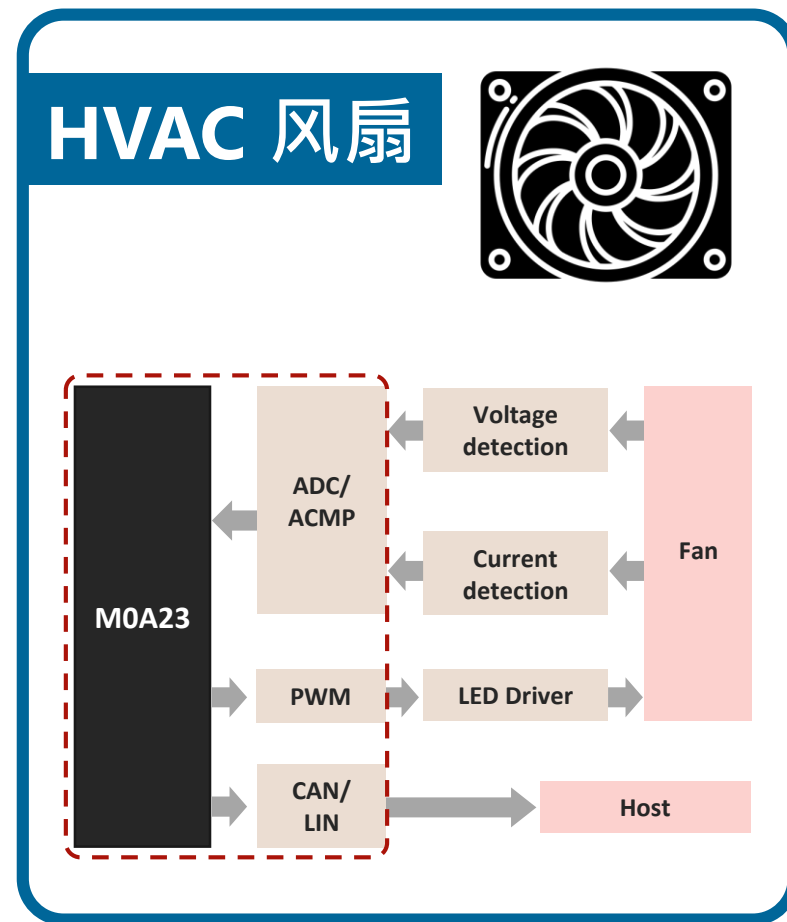 HVAC 风扇
Voltage
detection
ADC/
ACMP
Current
detection
Fan
M0A23
PWM
LED Driver
CAN/
LIN
Host